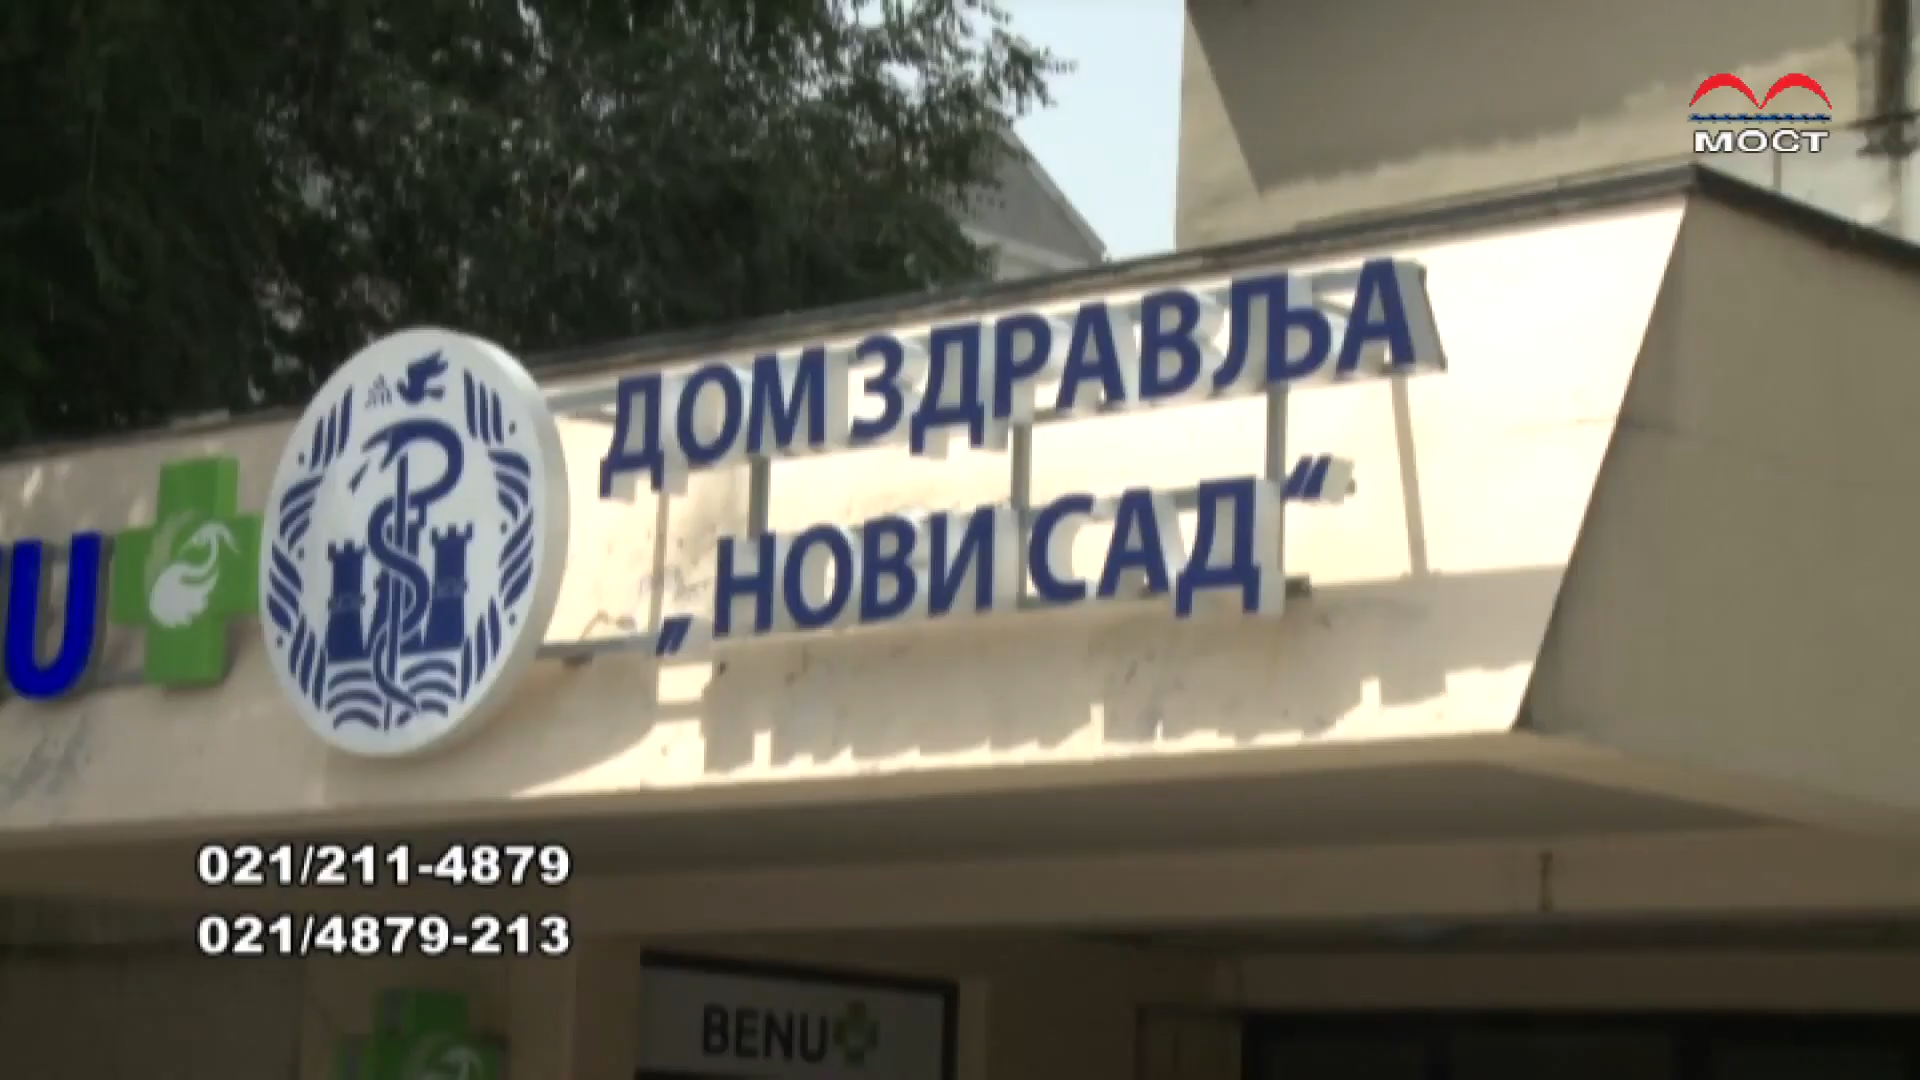 МОСТ
ДОМ ЗДРАВЉА
„НОВИ САД“
U
021/211-4879
021/4879-213
BENU